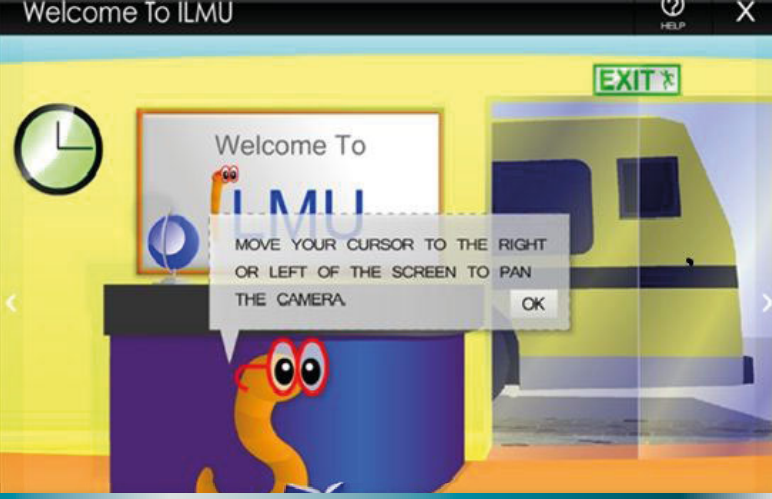 Welcome To ILMU
HELP
X
EXIT
Welcome To
ILMU
MOVE YOUR CURSOR TO THE RIGHT
OR LEFT OF THE SCREEN TO PAN
THE CAMERA.
OK